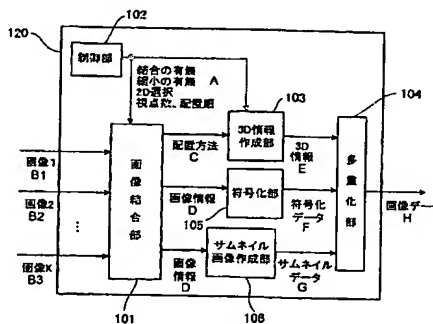 102
120
制御部
結合の有無
縮小の有無 A
2D選択
視点数、配置順
103
104
3D情報
作成部
配置方法
C
3D
情報
E
画像1
B1
画像2
B2
⋮
画像K
B3
画像結合部
画像情報
D
105
符号化部
符号化
データ
F
多重化部
画像データ
H
サムネイル
画像作成部
画像情報
D
サムネイル
データ
G
101
106